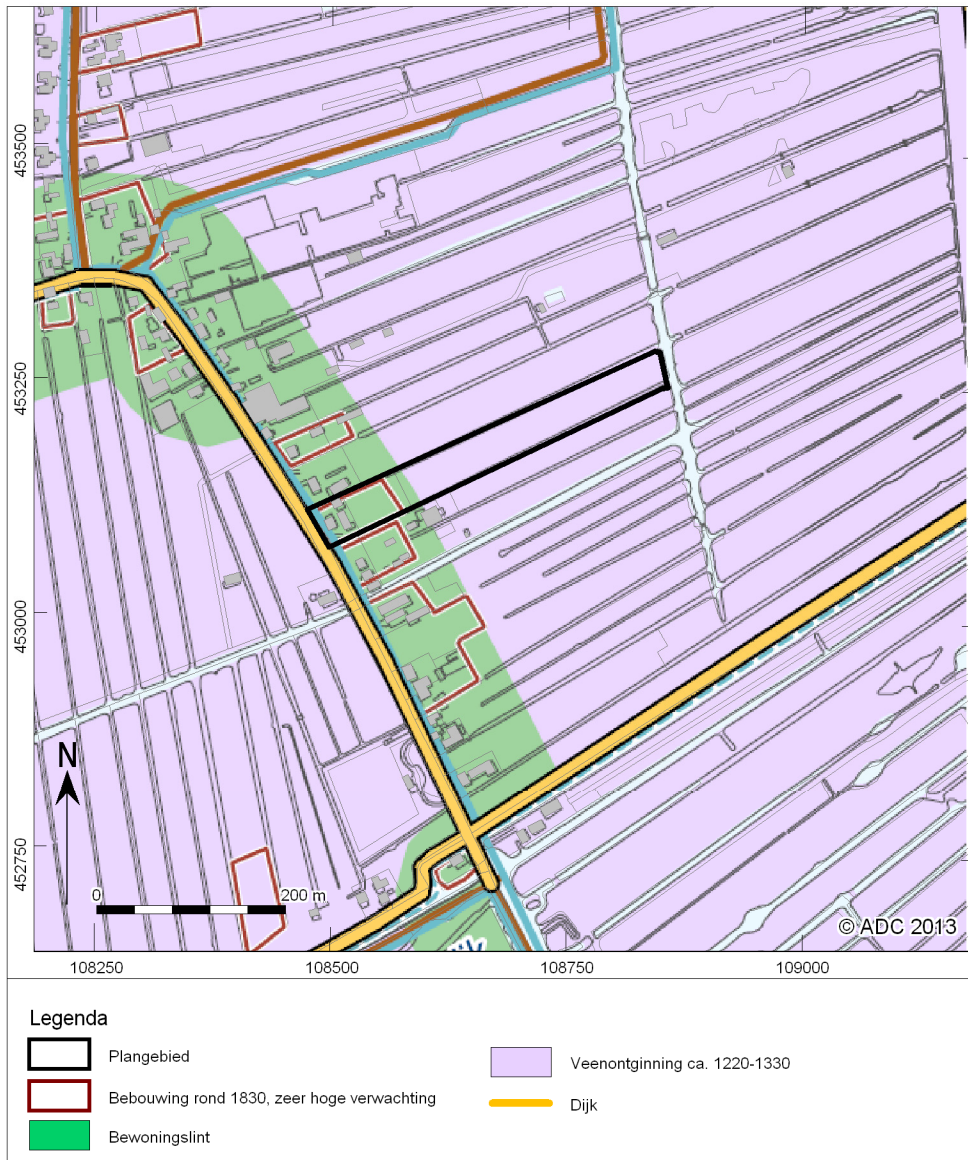 453500
453250
453000
452750
N
0 200 m
© ADC 2013
108250 108500 108750 109000
Legenda
Plangebied
Bebouwing rond 1830, zeer hoge verwachting
Bewoningslint
Veenontginning ca. 1220-1330
Dijk